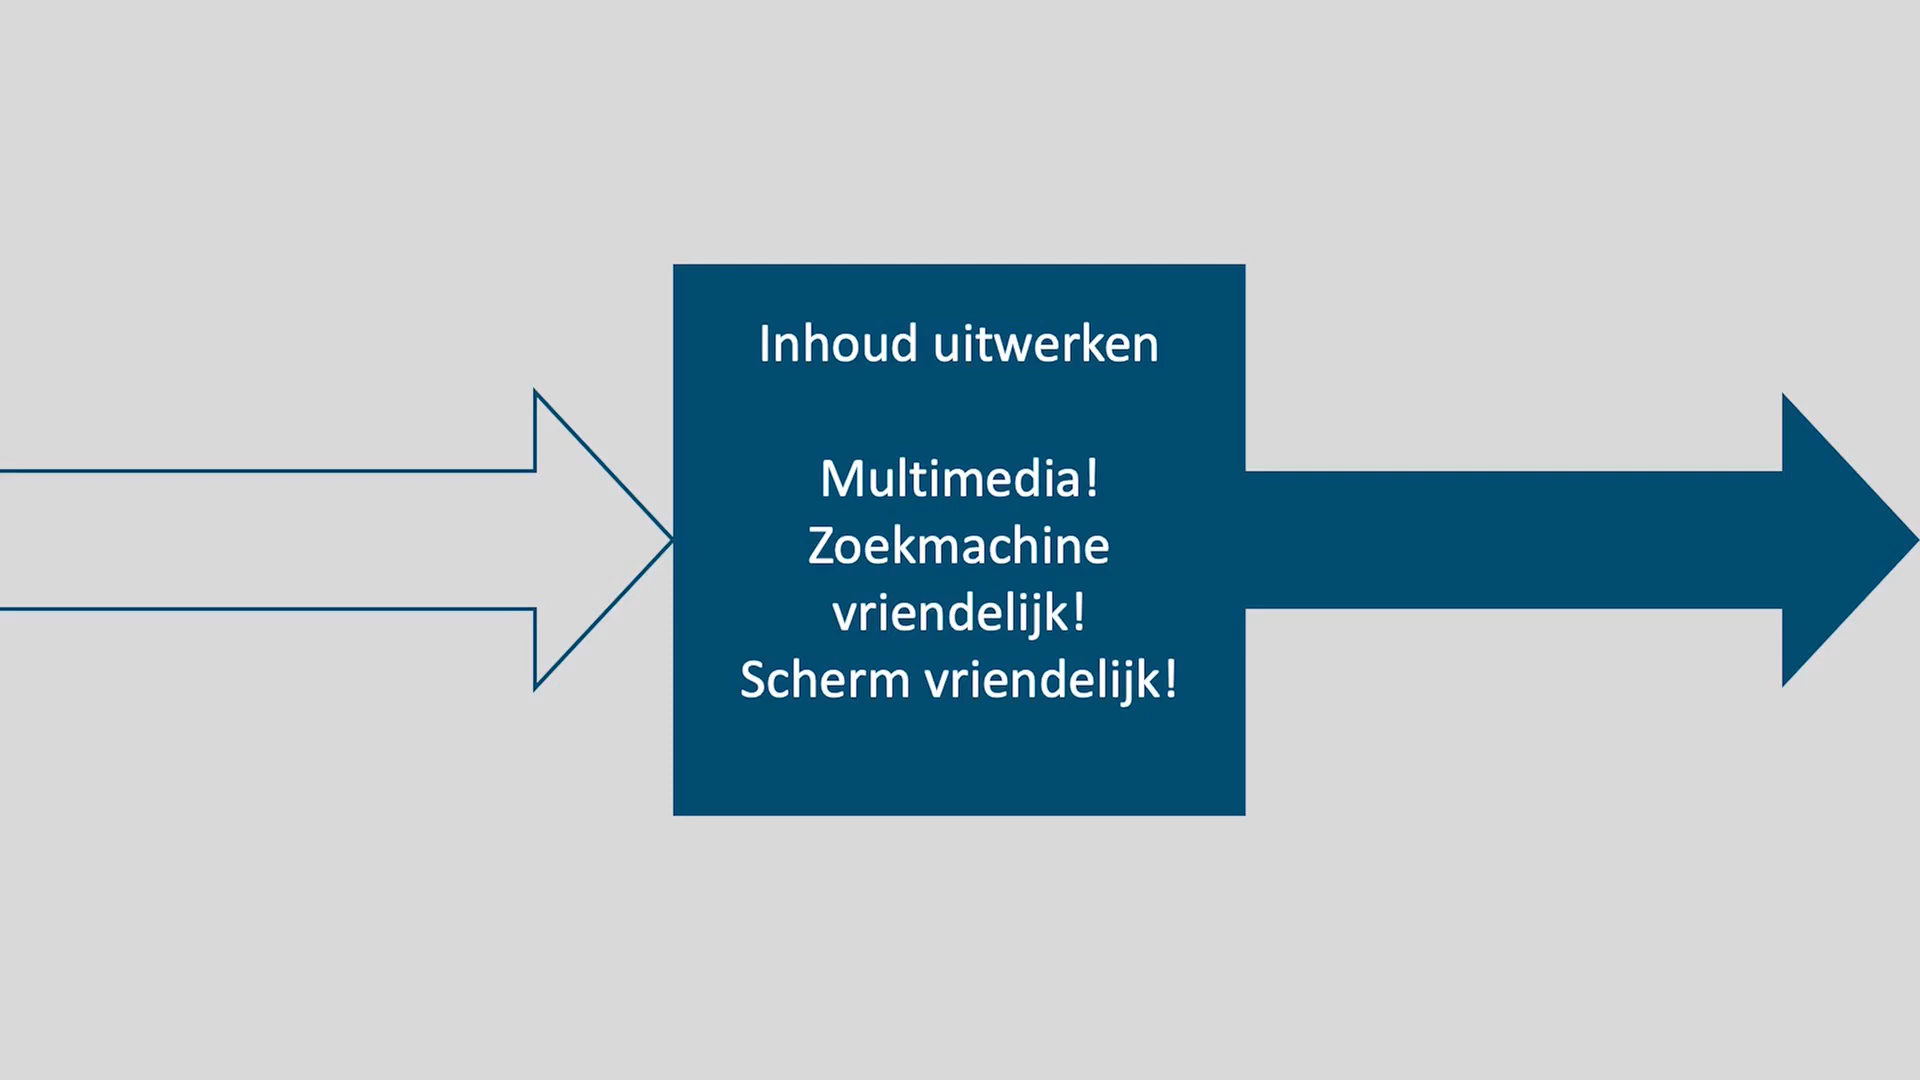 Inhoud uitwerken
Multimedia!
Zoekmachine
vriendelijk!
Scherm vriendelijk!